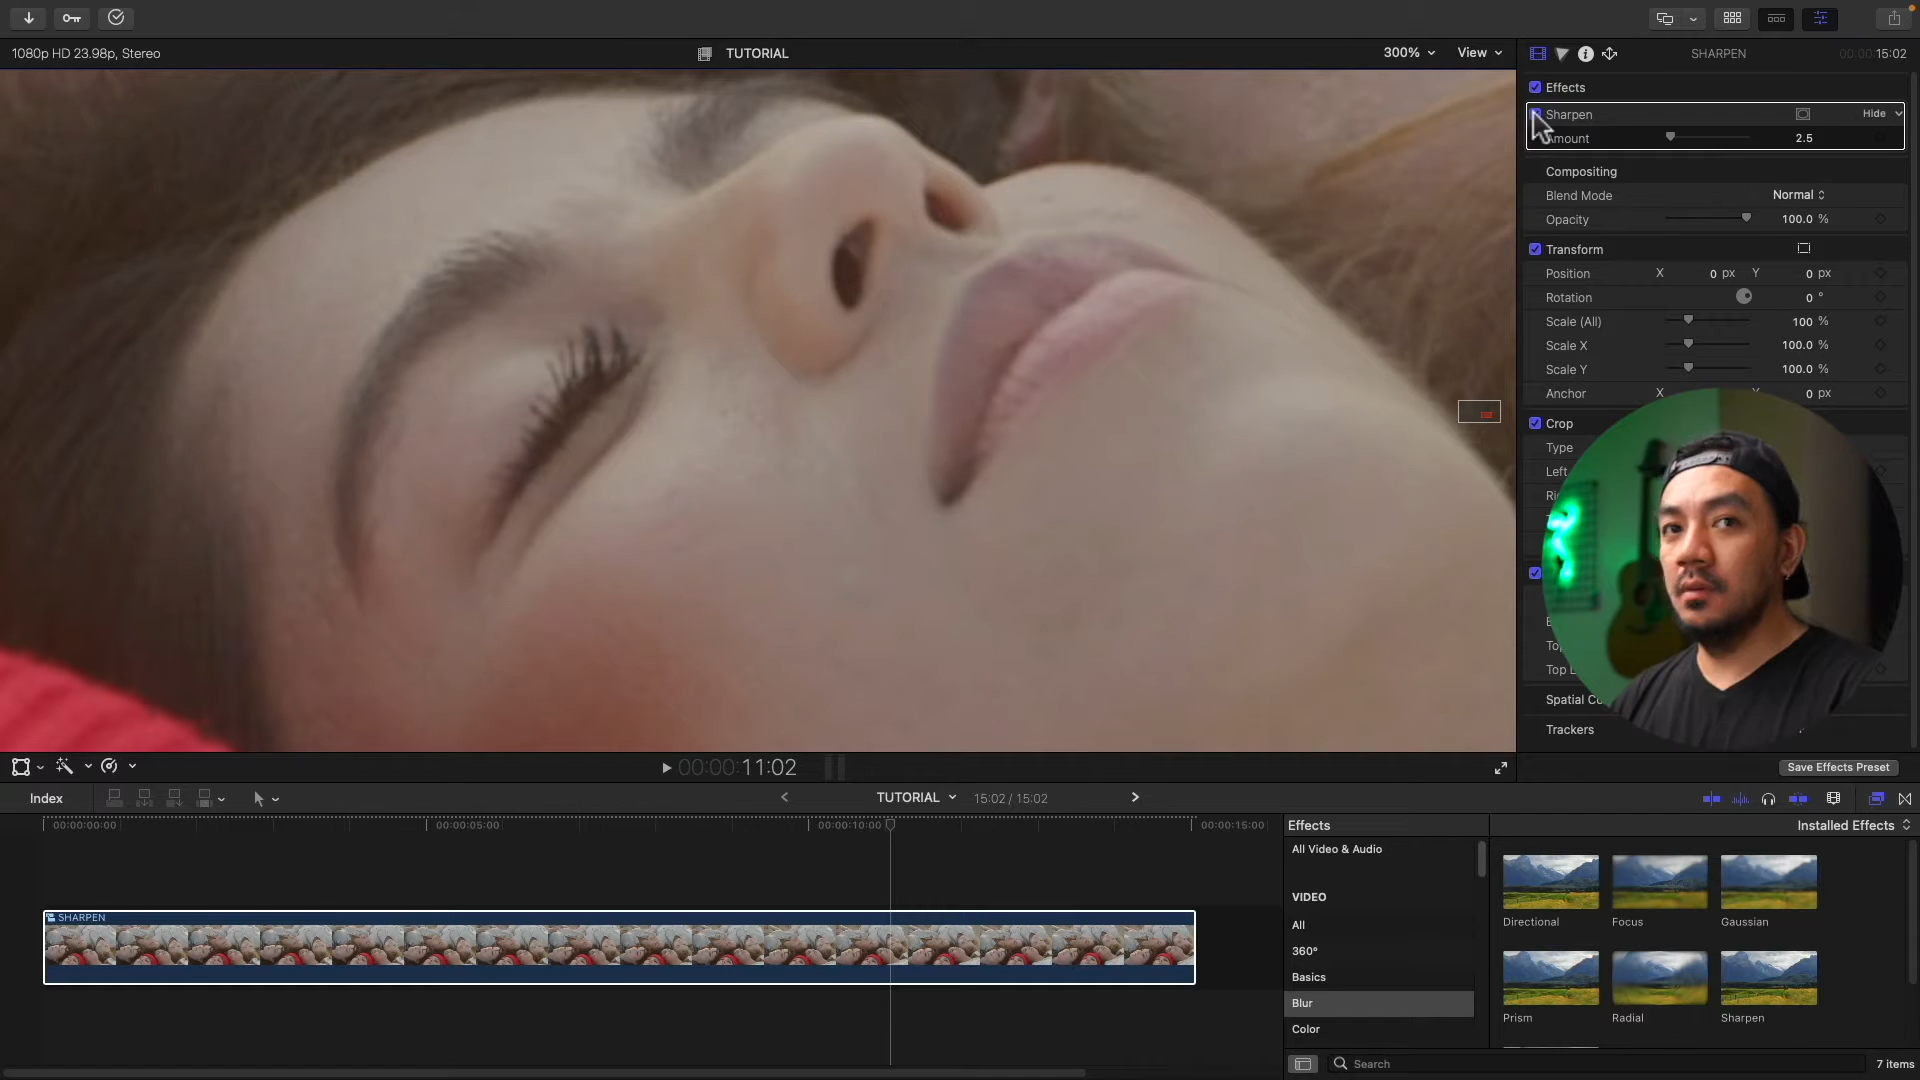 1080p HD 23.98p, Stereo
TUTORIAL
300%
View
SHARPEN
00:00:15:02
Effects
Sharpen
Hide
Amount
2.5
Compositing
Blend Mode
Normal
Opacity
100.0 %
Transform
Position
X
0 px
Y
0 px
Rotation
0 °
Scale (All)
100 %
Scale X
100.0 %
Scale Y
100.0 %
Anchor
X
0 px
Crop
Type
Left
Top L
Spatial Co
Trackers
00:00:11:02
Save Effects Preset
Index
TUTORIAL
15:02 / 15:02
00:00:00:00
00:00:05:00
00:00:10:00
00:00:15:00
SHARPEN
Effects
Installed Effects
All Video & Audio
VIDEO
All
360°
Basics
Blur
Color
Directional
Focus
Gaussian
Prism
Radial
Sharpen
Search
7 items